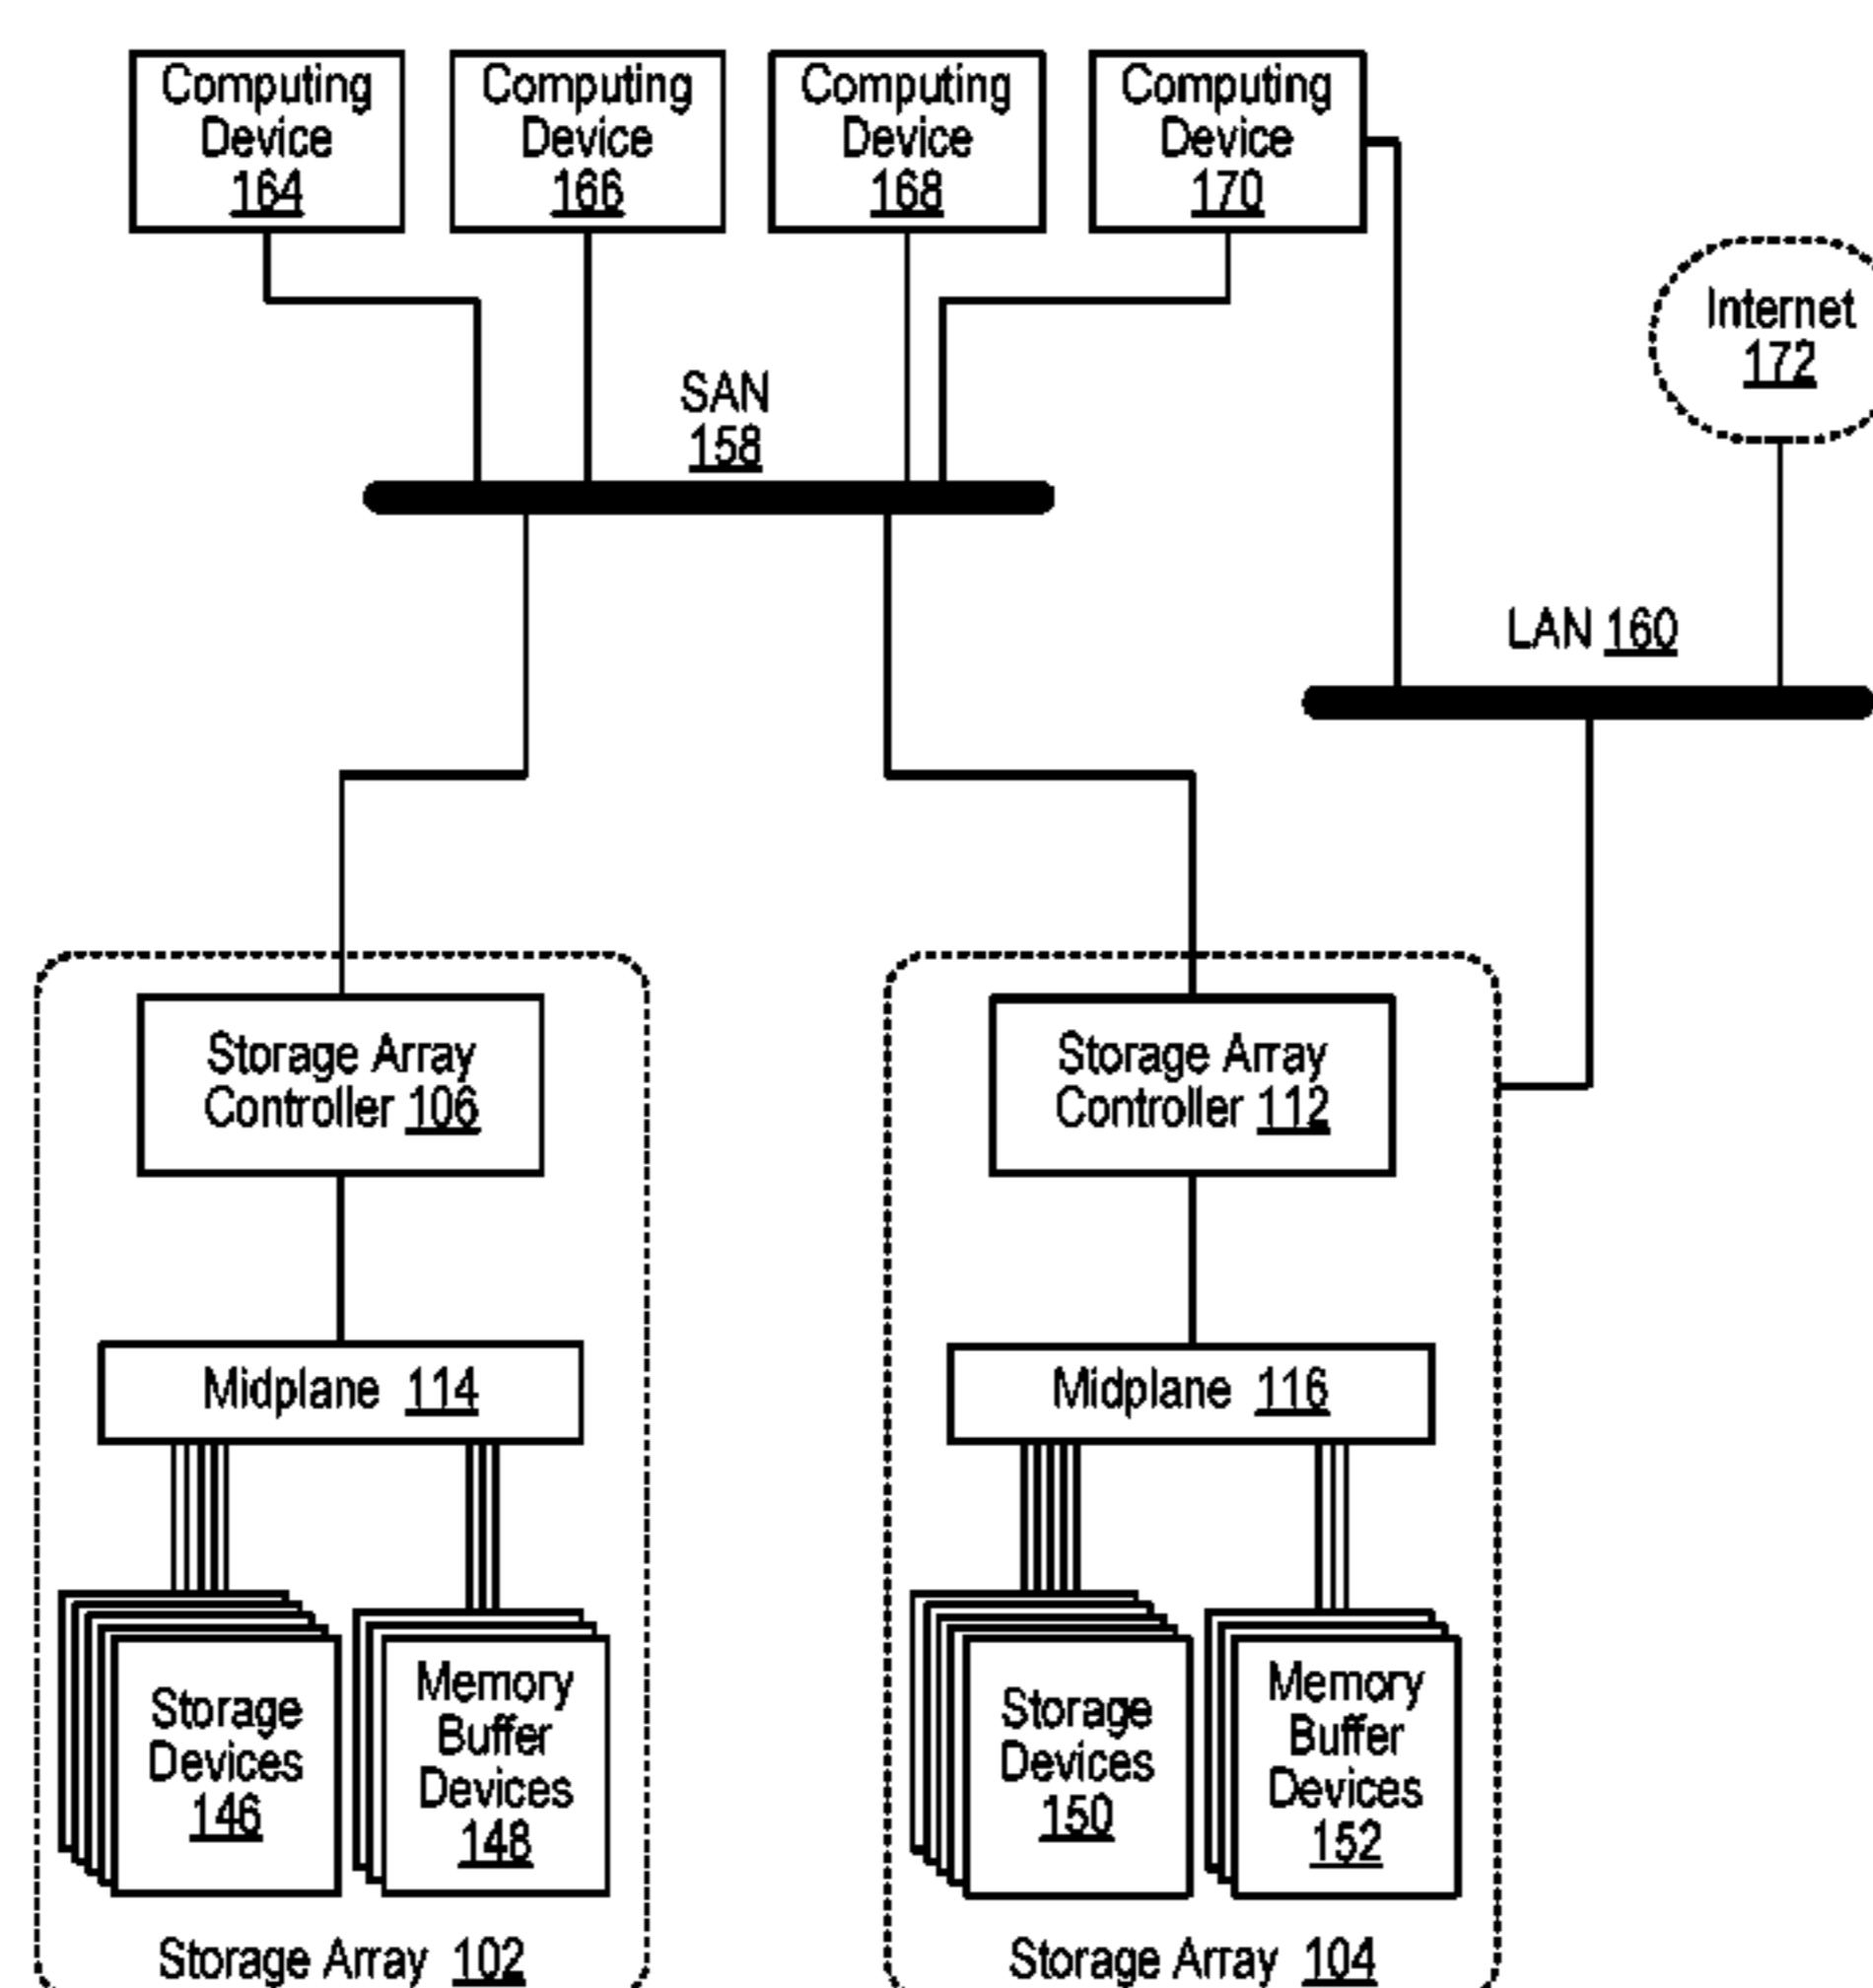 Computing
Device
164
Computing
Device
166
Computing
Device
168
Computing
Device
170
Internet
172
SAN
158
LAN 160
Storage Array
Controller 106
Storage Array
Controller 112
Midplane 114
Midplane 116
Storage
Devices
146
Memory
Buffer
Devices
148
Storage
Devices
150
Memory
Buffer
Devices
152
Storage Array 102
Storage Array 104